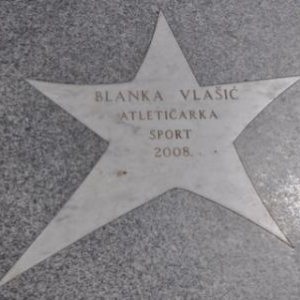 BLANKA VLAŠIĆ
ATLETIČARKA
SPORT
2008.